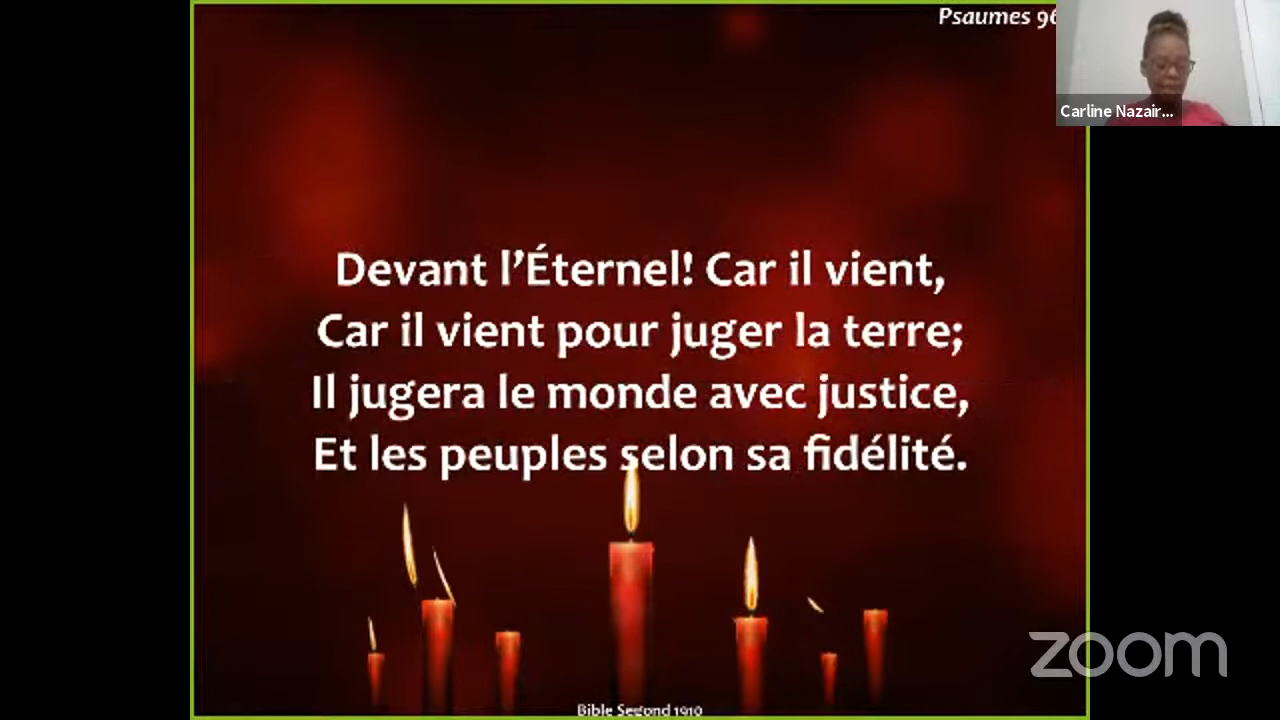 Psaumes 96
Carline Nazair...
Devant l’Éternel! Car il vient,
Car il vient pour juger la terre;
Il jugera le monde avec justice,
Et les peuples selon sa fidélité.
zoom
Bible Segond 1910